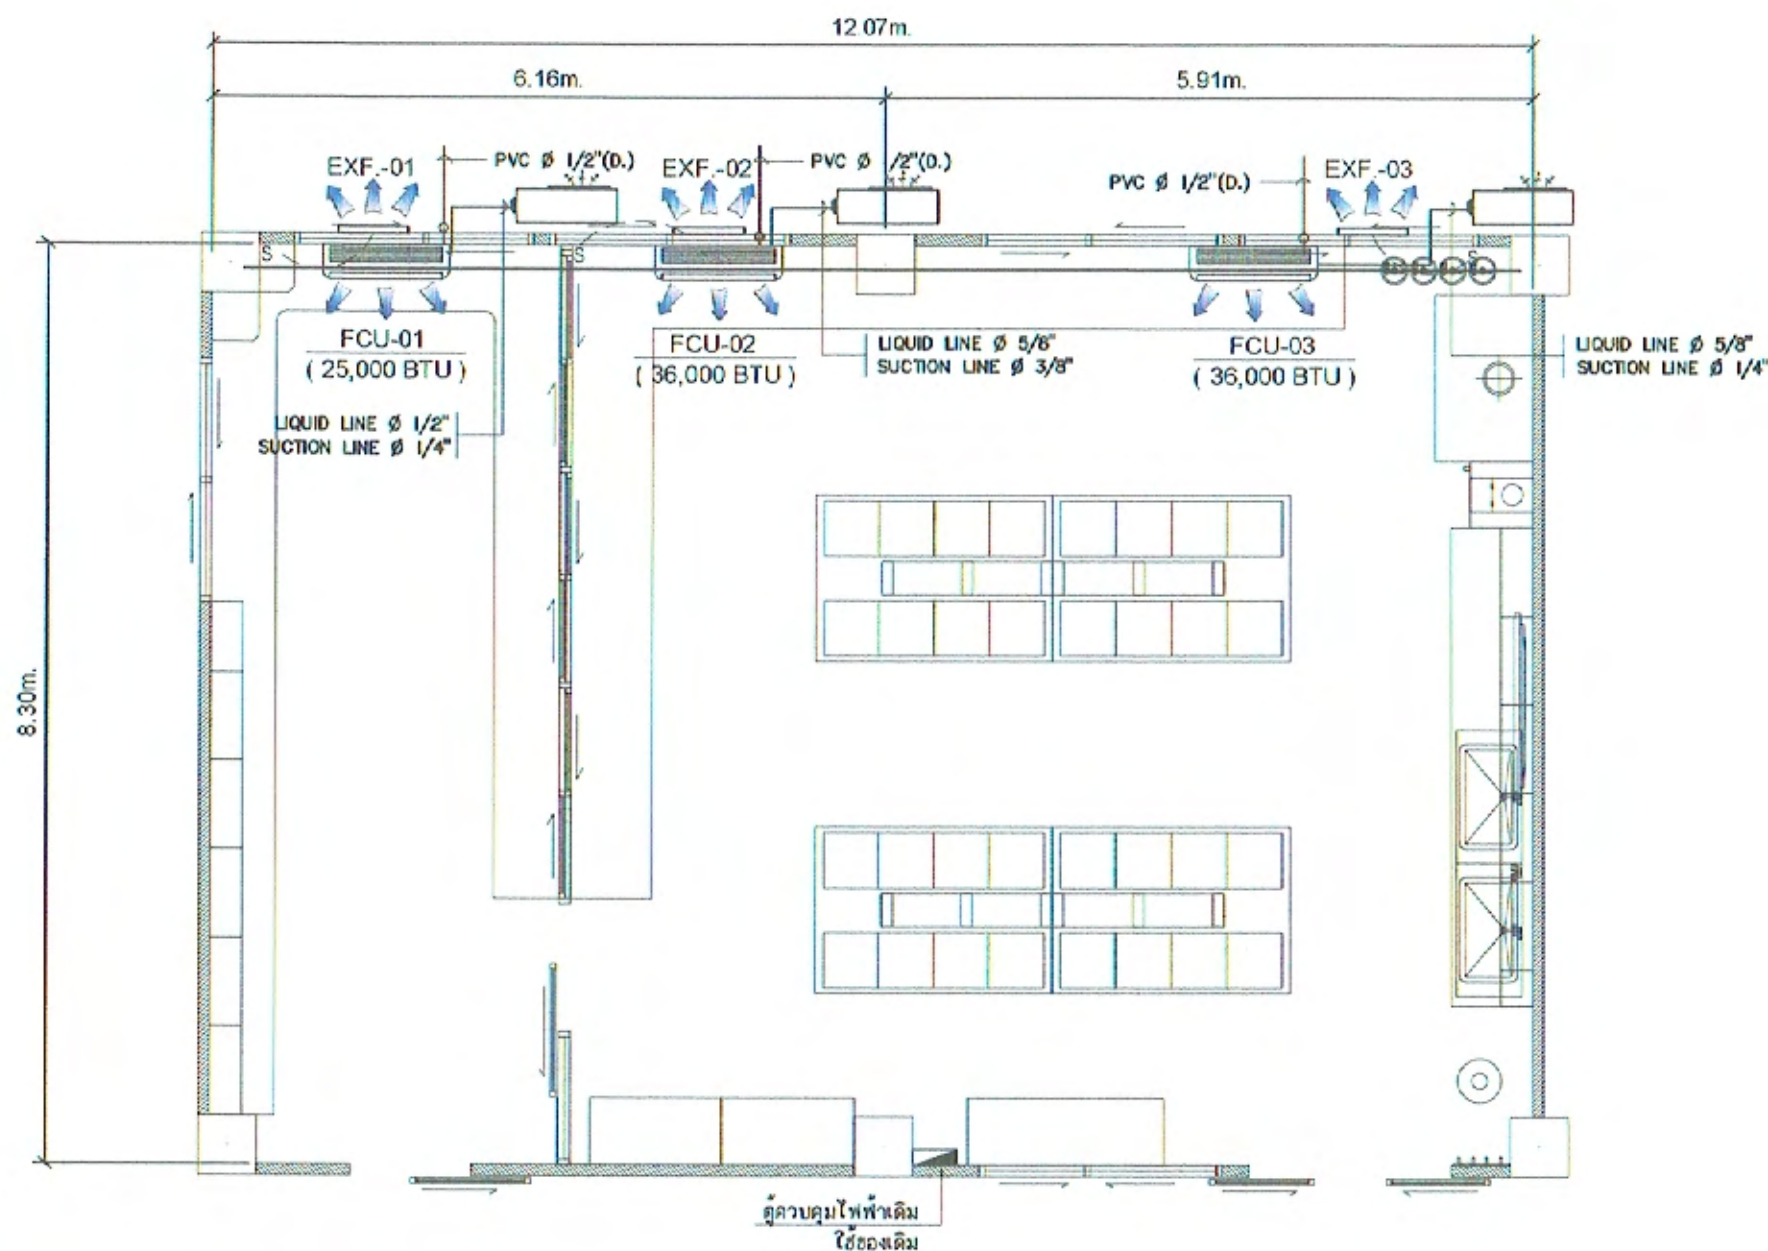 12.07m.
6.16m.
5.91m.
EXF.-01
PVC Ø 1/2"(D.)
EXF.-02
PVC Ø /2"(D.)
PVC Ø 1/2"(D.)
EXF.-03
S
S
S
FCU-01
( 25,000 BTU )
FCU-02
( 36,000 BTU )
LIQUID LINE Ø 5/8"
SUCTION LINE Ø 3/8"
FCU-03
( 36,000 BTU )
LIQUID LINE Ø 5/8"
SUCTION LINE Ø 1/4"
LIQUID LINE Ø 1/2"
SUCTION LINE Ø 1/4"
8.30m.
ตู้ควบคุมไฟฟ้าเดิม
ใช้ของเดิม